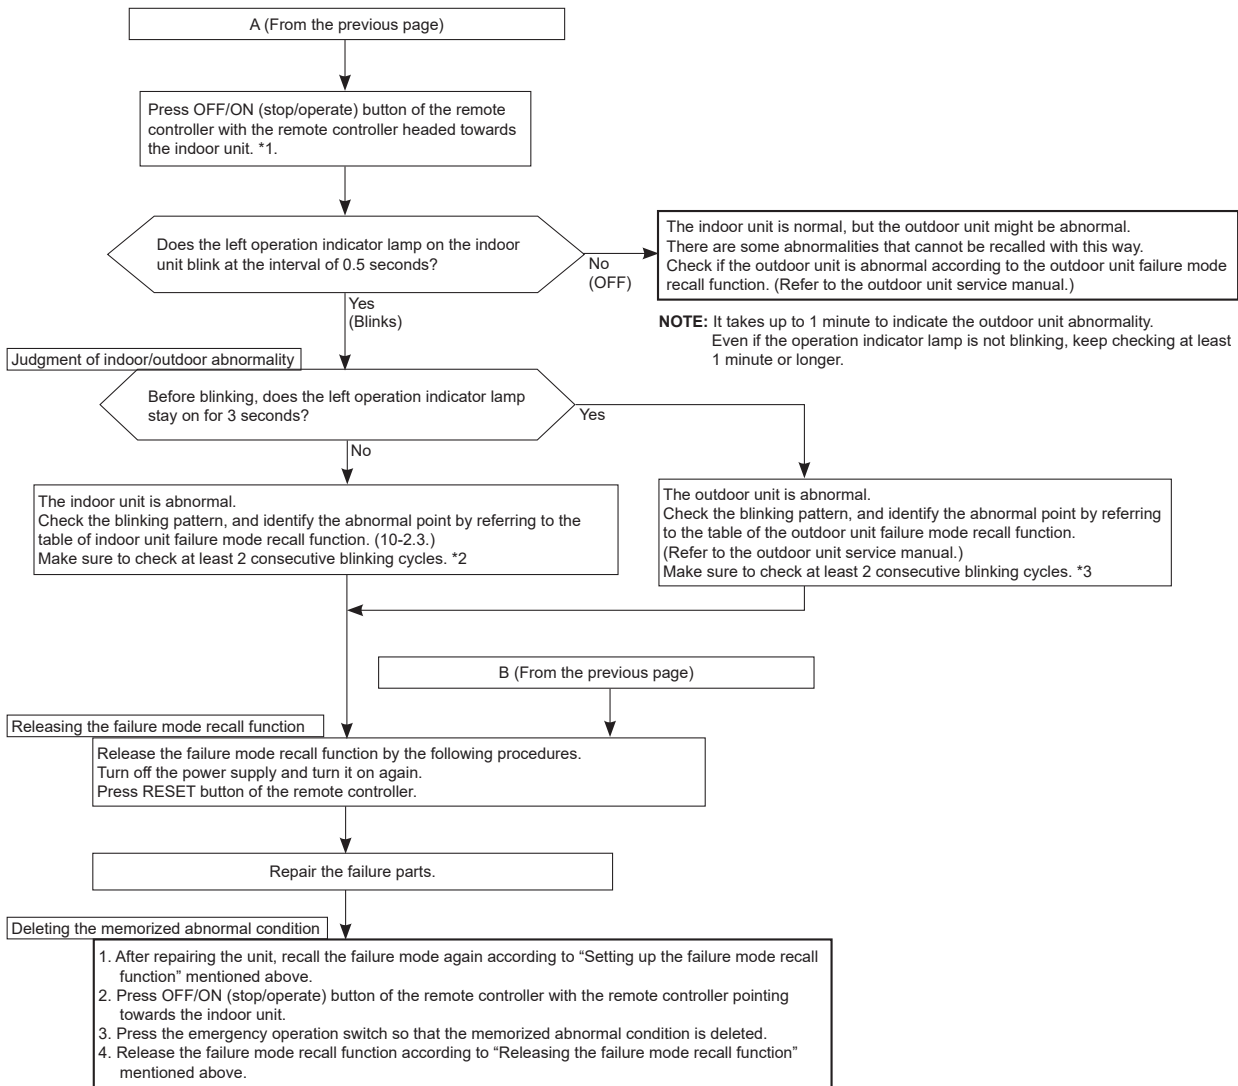 A (From the previous page)
Press OFF/ON (stop/operate) button of the remote
controller with the remote controller headed towards
the indoor unit. *1.
Does the left operation indicator lamp on the indoor
unit blink at the interval of 0.5 seconds?
No
(OFF)
The indoor unit is normal, but the outdoor unit might be abnormal.
There are some abnormalities that cannot be recalled with this way.
Check if the outdoor unit is abnormal according to the outdoor unit failure mode
recall function. (Refer to the outdoor unit service manual.)
Yes
(Blinks)
NOTE: It takes up to 1 minute to indicate the outdoor unit abnormality.
Even if the operation indicator lamp is not blinking, keep checking at least
1 minute or longer.
Judgment of indoor/outdoor abnormality
Before blinking, does the left operation indicator lamp
stay on for 3 seconds?
Yes
No
The indoor unit is abnormal.
Check the blinking pattern, and identify the abnormal point by referring to the
table of indoor unit failure mode recall function. (10-2.3.)
Make sure to check at least 2 consecutive blinking cycles. *2
The outdoor unit is abnormal.
Check the blinking pattern, and identify the abnormal point by referring
to the table of the outdoor unit failure mode recall function.
(Refer to the outdoor unit service manual.)
Make sure to check at least 2 consecutive blinking cycles. *3
B (From the previous page)
Releasing the failure mode recall function
Release the failure mode recall function by the following procedures.
Turn off the power supply and turn it on again.
Press RESET button of the remote controller.
Repair the failure parts.
Deleting the memorized abnormal condition
1. After repairing the unit, recall the failure mode again according to “Setting up the failure mode recall
function” mentioned above.
2. Press OFF/ON (stop/operate) button of the remote controller with the remote controller pointing
towards the indoor unit.
3. Press the emergency operation switch so that the memorized abnormal condition is deleted.
4. Release the failure mode recall function according to “Releasing the failure mode recall function”
mentioned above.